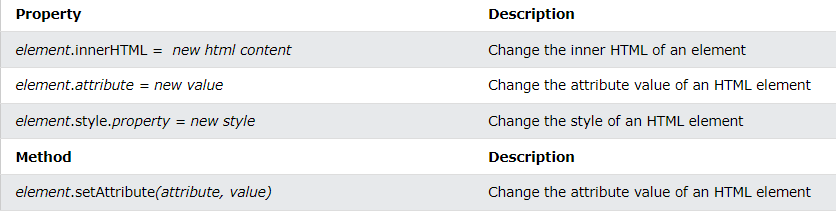 Property Description
element.innerHTML =  new html content Change the inner HTML of an element
element.attribute = new value Change the attribute value of an HTML element
element.style.property = new style Change the style of an HTML element
Method Description
element.setAttribute(attribute, value) Change the attribute value of an HTML element